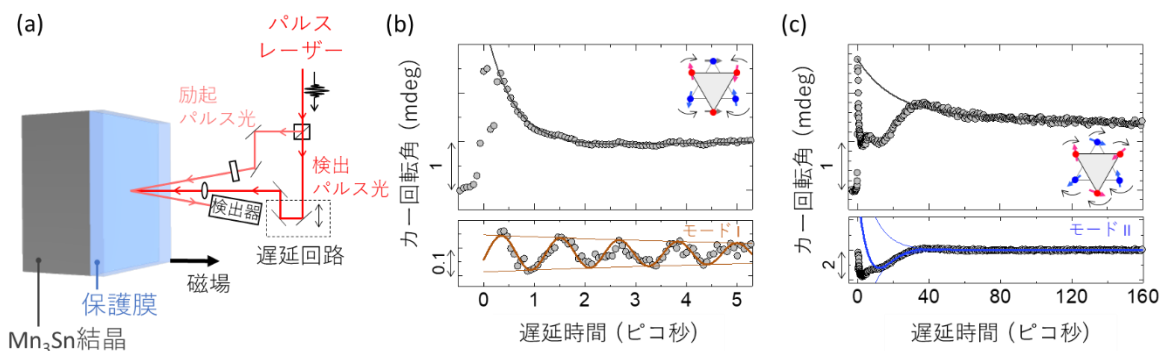 (a)
パルス
レーザー
励起
パルス光
検出
パルス光
検出器
遅延回路
磁場
保護膜
Mn₃Sn結晶
(b)
カー回転角 (mdeg)
1
0.1
モード I
0 1 2 3 4 5
遅延時間 (ピコ秒)
(c)
カー回転角 (mdeg)
1
2
モード II
0 40 80 120 160
遅延時間 (ピコ秒)